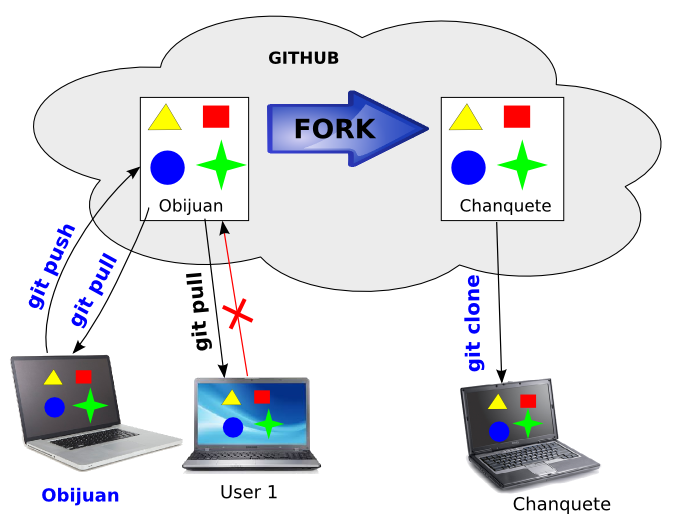 GITHUB
FORK
Obijuan
Chanquete
git push
git pull
git pull
git clone
Obijuan
User 1
Chanquete